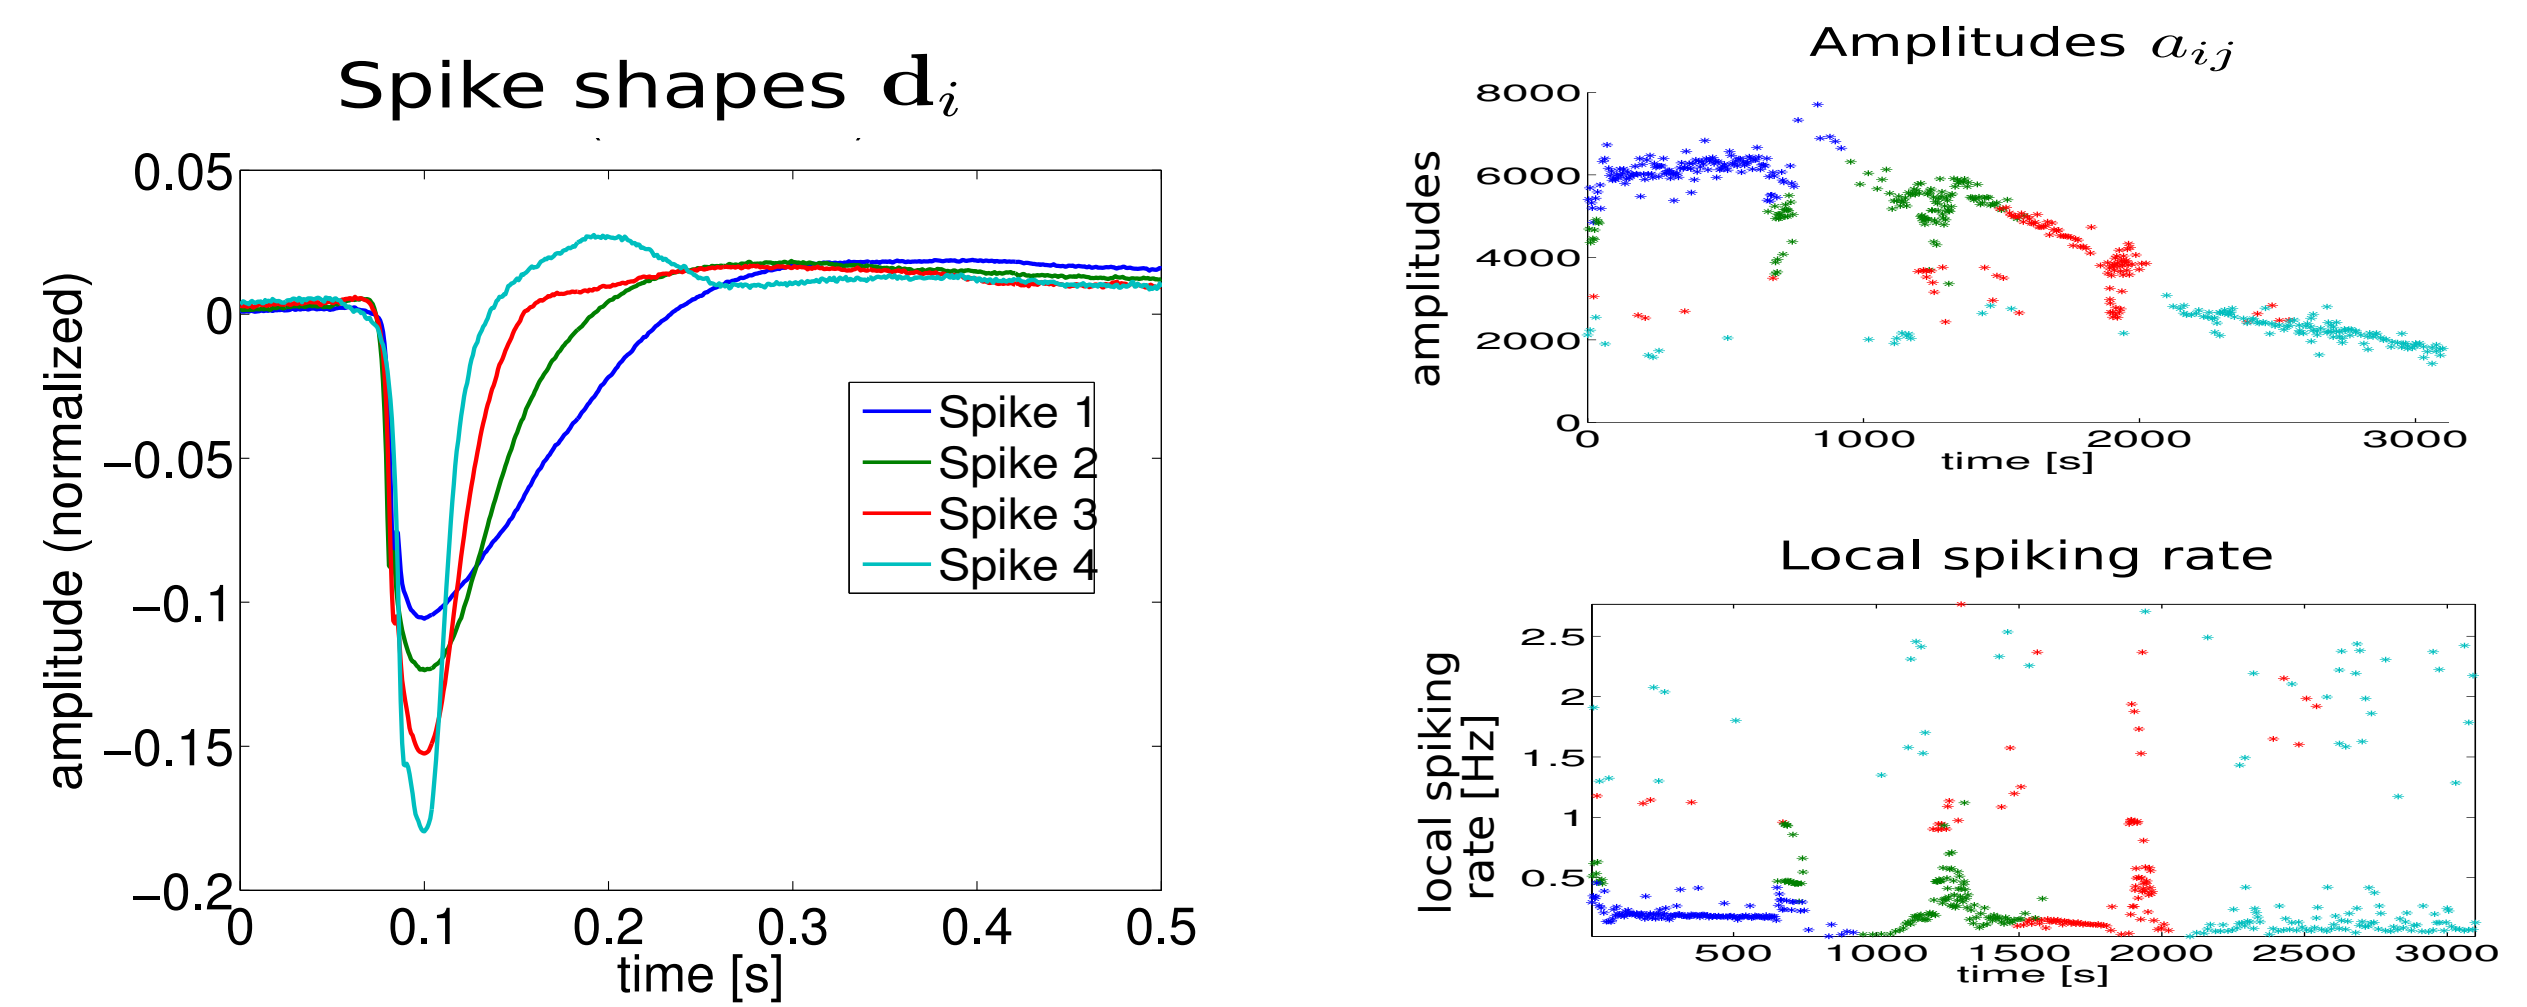 Spike shapes d_i
0.05
0
−0.05
−0.1
−0.15
−0.2
0 0.1 0.2 0.3 0.4 0.5
time [s]
amplitude (normalized)
Spike 1
Spike 2
Spike 3
Spike 4
Amplitudes a_{ij}
8000
6000
4000
2000
0
0 1000 2000 3000
time [s]
amplitudes
Local spiking rate
2.5
2
1.5
1
0.5
500 1000 1500 2000 2500 3000
time [s]
local spiking
rate [Hz]